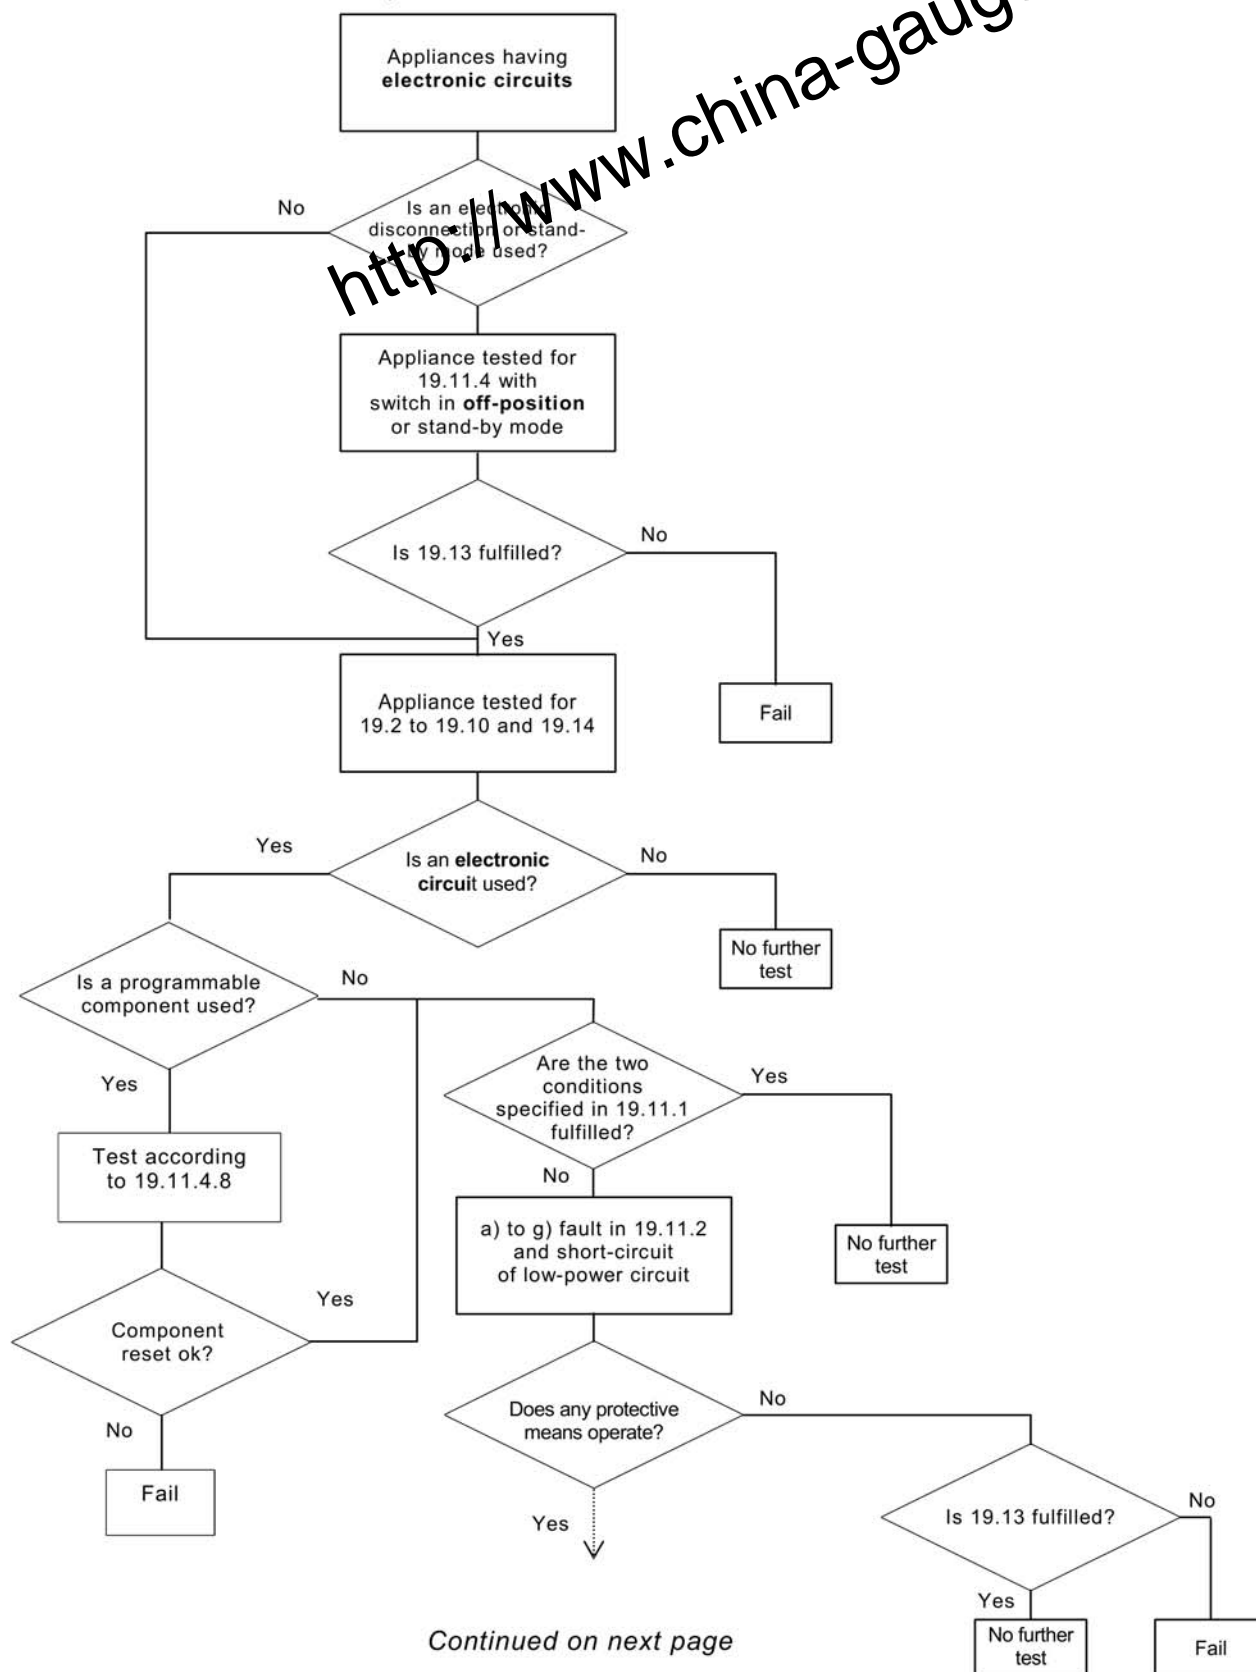 Appliances having
electronic circuits
http://www.china-gaug
No
Is an electronic
disconnection or stand-
by mode used?
Appliance tested for
19.11.4 with
switch in off-position
or stand-by mode
Is 19.13 fulfilled?
No
Yes
Fail
Appliance tested for
19.2 to 19.10 and 19.14
Yes
Is an electronic
circuit used?
No
No further
test
Is a programmable
component used?
No
Yes
Are the two
conditions
specified in 19.11.1
fulfilled?
Yes
No
Test according
to 19.11.4.8
a) to g) fault in 19.11.2
and short-circuit
of low-power circuit
No further
test
Component
reset ok?
Yes
No
Fail
Does any protective
means operate?
No
Yes
Is 19.13 fulfilled?
No
Yes
No further
test
Fail
Continued on next page